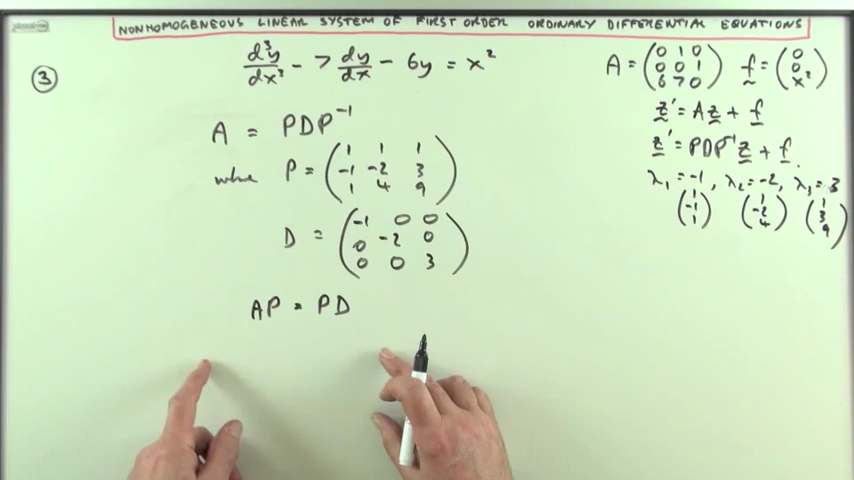 NONHOMOGENEOUS LINEAR SYSTEM OF FIRST ORDER ORDINARY DIFFERENTIAL EQUATIONS
③
d³y/dx³ - 7 dy/dx - 6y = x²
A = PDP⁻¹
where P = (1 1 1
-1 -2 3
1 4 9)
D = (-1 0 0
0 -2 0
0 0 3)
AP = PD
A = (0 1 0
0 0 1
6 7 0) f = (0
0
x²)
z' = Az + f
z' = PDP⁻¹z + f.
λ₁ = -1, λ₂ = -2, λ₃ = 3
(1
-1
1) (1
-2
4) (1
3
9)